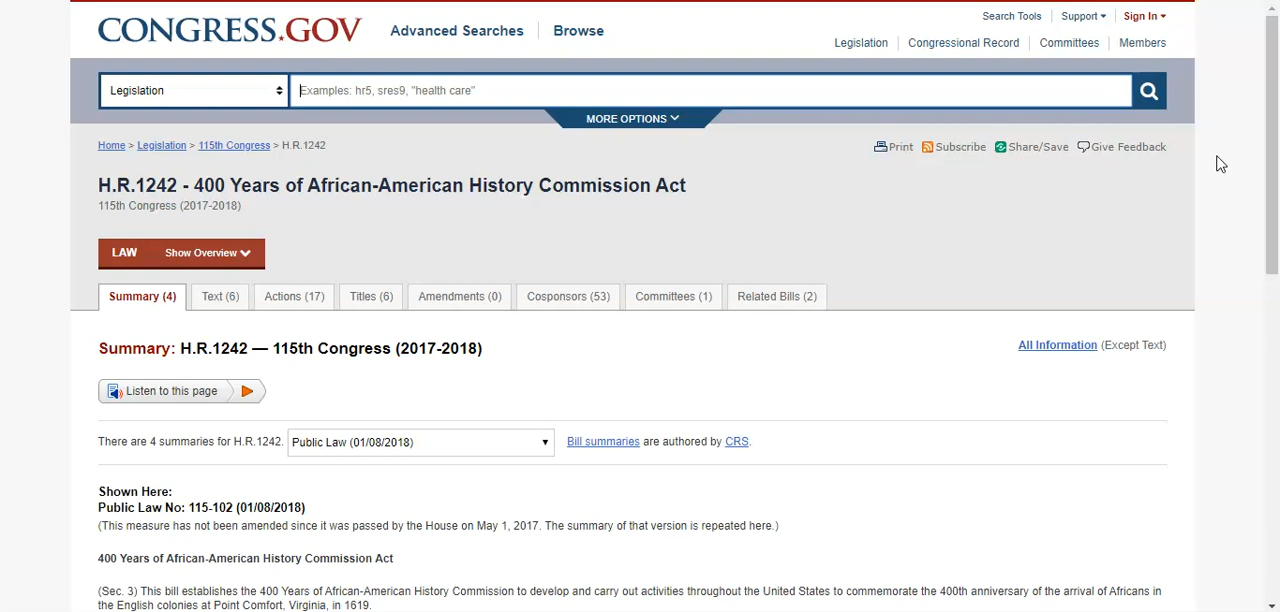 CONGRESS.GOV
Advanced Searches
Browse
Search Tools
Support
Sign In
Legislation
Congressional Record
Committees
Members
Legislation
Examples: hr5, sres9, "health care"
MORE OPTIONS
Home > Legislation > 115th Congress > H.R.1242
Print
Subscribe
Share/Save
Give Feedback
H.R.1242 - 400 Years of African-American History Commission Act
115th Congress (2017-2018)
LAW
Show Overview
Summary (4)
Text (6)
Actions (17)
Titles (6)
Amendments (0)
Cosponsors (53)
Committees (1)
Related Bills (2)
Summary: H.R.1242 — 115th Congress (2017-2018)
All Information (Except Text)
Listen to this page
There are 4 summaries for H.R.1242.
Public Law (01/08/2018)
Bill summaries are authored by CRS.
Shown Here:
Public Law No: 115-102 (01/08/2018)
(This measure has not been amended since it was passed by the House on May 1, 2017. The summary of that version is repeated here.)
400 Years of African-American History Commission Act
(Sec. 3) This bill establishes the 400 Years of African-American History Commission to develop and carry out activities throughout the United States to commemorate the 400th anniversary of the arrival of Africans in
the English colonies at Point Comfort, Virginia, in 1619.